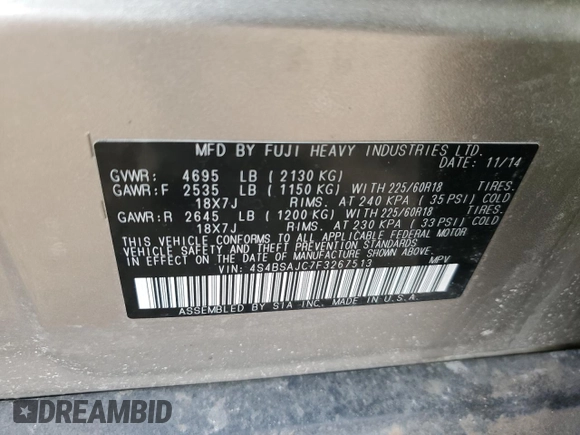 MFD BY FUJI HEAVY INDUSTRIES LTD.
DATE: 11/14
GVWR: 4695 LB (2130 KG)
GAWR:F 2535 LB (1150 KG) WITH 225/60R18 TIRES.
18X7J RIMS. AT 240 KPA (35 PSI) COLD
GAWR:R 2645 LB (1200 KG) WITH 225/60R18 TIRES.
18X7J RIMS. AT 230 KPA (33 PSI) COLD
THIS VEHICLE CONFORMS TO ALL APPLICABLE FEDERAL MOTOR
VEHICLE SAFETY AND THEFT PREVENTION STANDARDS
IN EFFECT ON THE DATE OF MANUFACTURE SHOWN ABOVE.
VIN: 4S4BSAJC7F3267513 MPV
ASSEMBLED BY SIA INC. MADE IN U.S.A.
DREAMBID